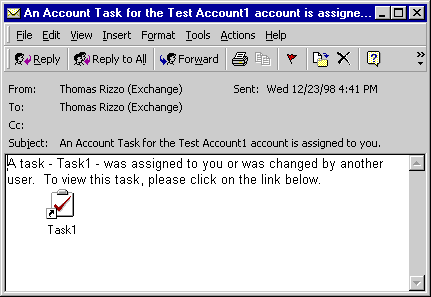 An Account Task for the Test Account1 account is assigne...
File Edit View Insert Format Tools Actions Help
Reply Reply to All Forward
From: Thomas Rizzo (Exchange) Sent: Wed 12/23/98 4:41 PM
To: Thomas Rizzo (Exchange)
Cc:
Subject: An Account Task for the Test Account1 account is assigned to you.
A task - Task1 - was assigned to you or was changed by another
user. To view this task, please click on the link below.
Task1